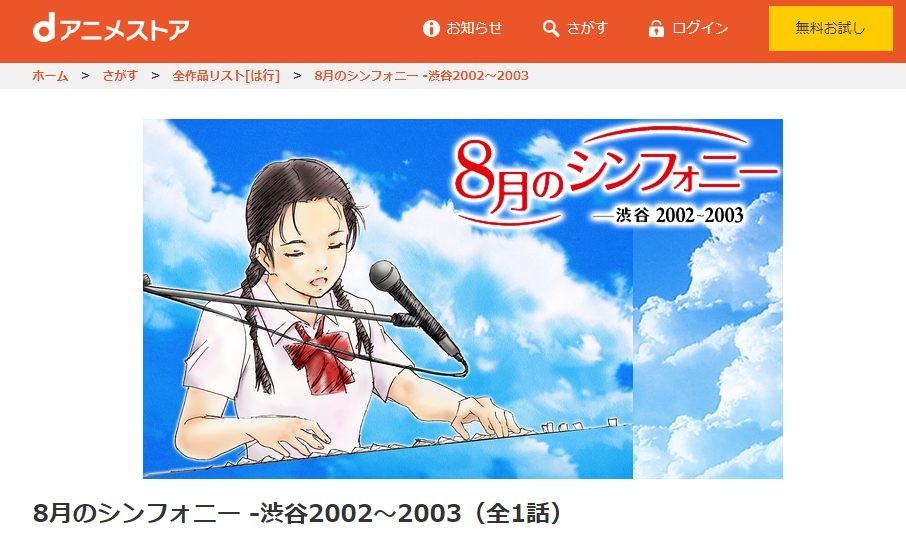 dアニメストア
お知らせ
さがす
ログイン
無料お試し
ホーム > さがす > 全作品リスト[は行] > 8月のシンフォニー -渋谷2002～2003
8月のシンフォニー
—渋谷 2002~2003
8月のシンフォニー -渋谷2002～2003（全1話）